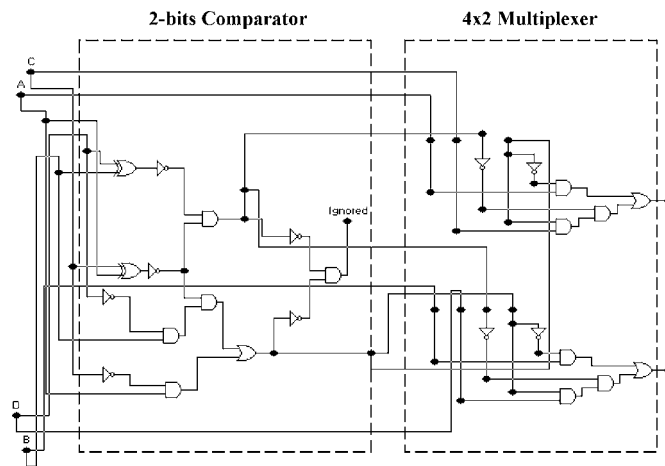 2-bits Comparator
4x2 Multiplexer
C
A
Ignored
D
B